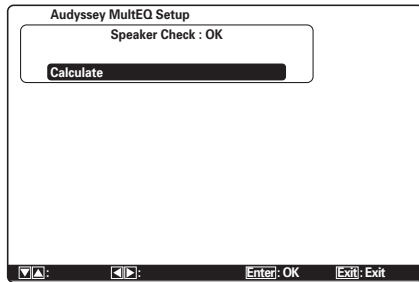 Audyssey MultEQ Setup
Speaker Check : OK
Calculate
▼▲: ◀▶: Enter: OK Exit: Exit